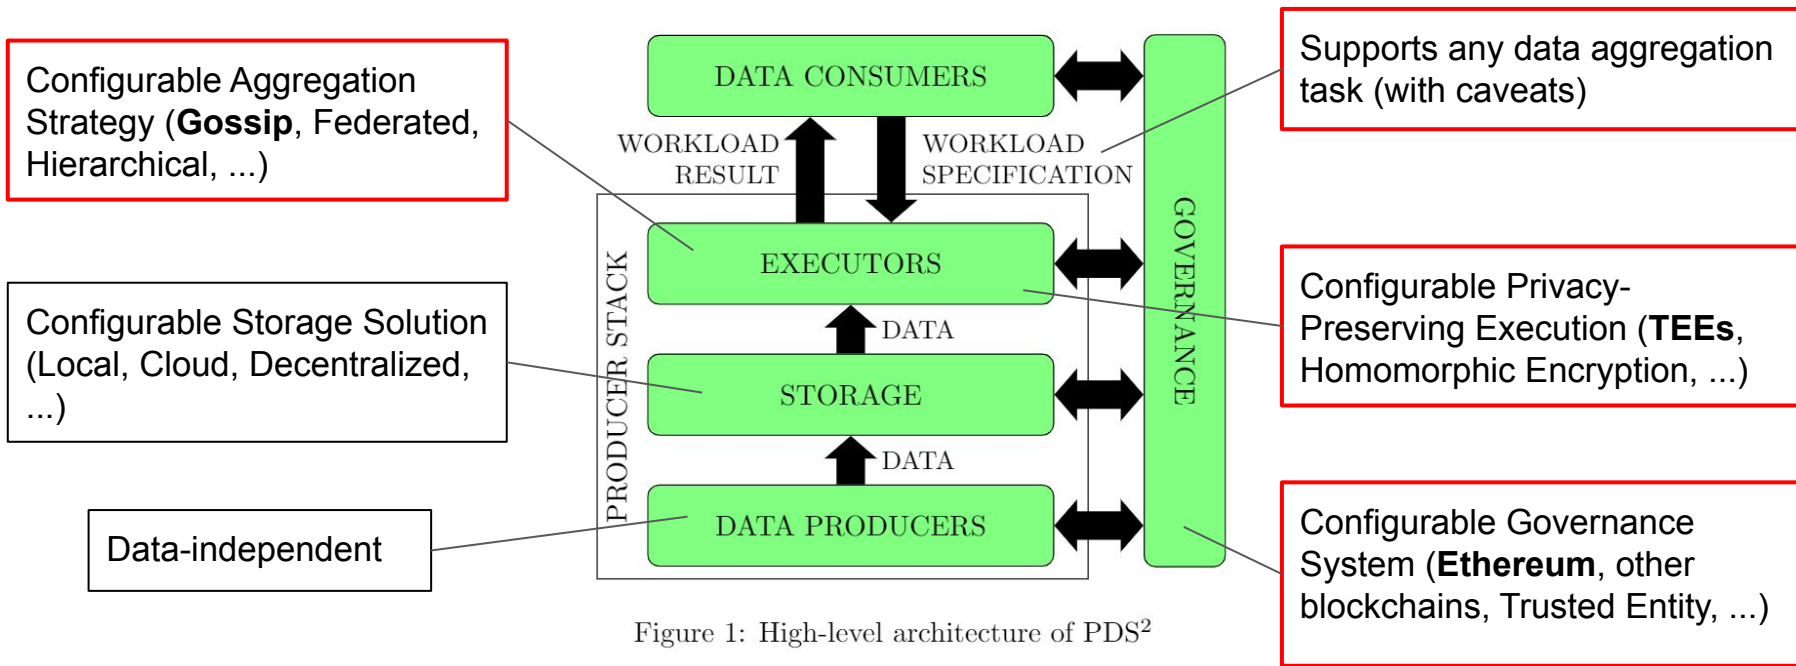 Configurable Aggregation
Strategy (Gossip, Federated,
Hierarchical, ...)
Configurable Storage Solution
(Local, Cloud, Decentralized,
...)
Data-independent
DATA CONSUMERS
WORKLOAD
RESULT
WORKLOAD
SPECIFICATION
PRODUCER STACK
EXECUTORS
DATA
STORAGE
DATA
DATA PRODUCERS
GOVERNANCE
Supports any data aggregation
task (with caveats)
Configurable Privacy-
Preserving Execution (TEEs,
Homomorphic Encryption, ...)
Configurable Governance
System (Ethereum, other
blockchains, Trusted Entity, ...)
Figure 1: High-level architecture of PDS²